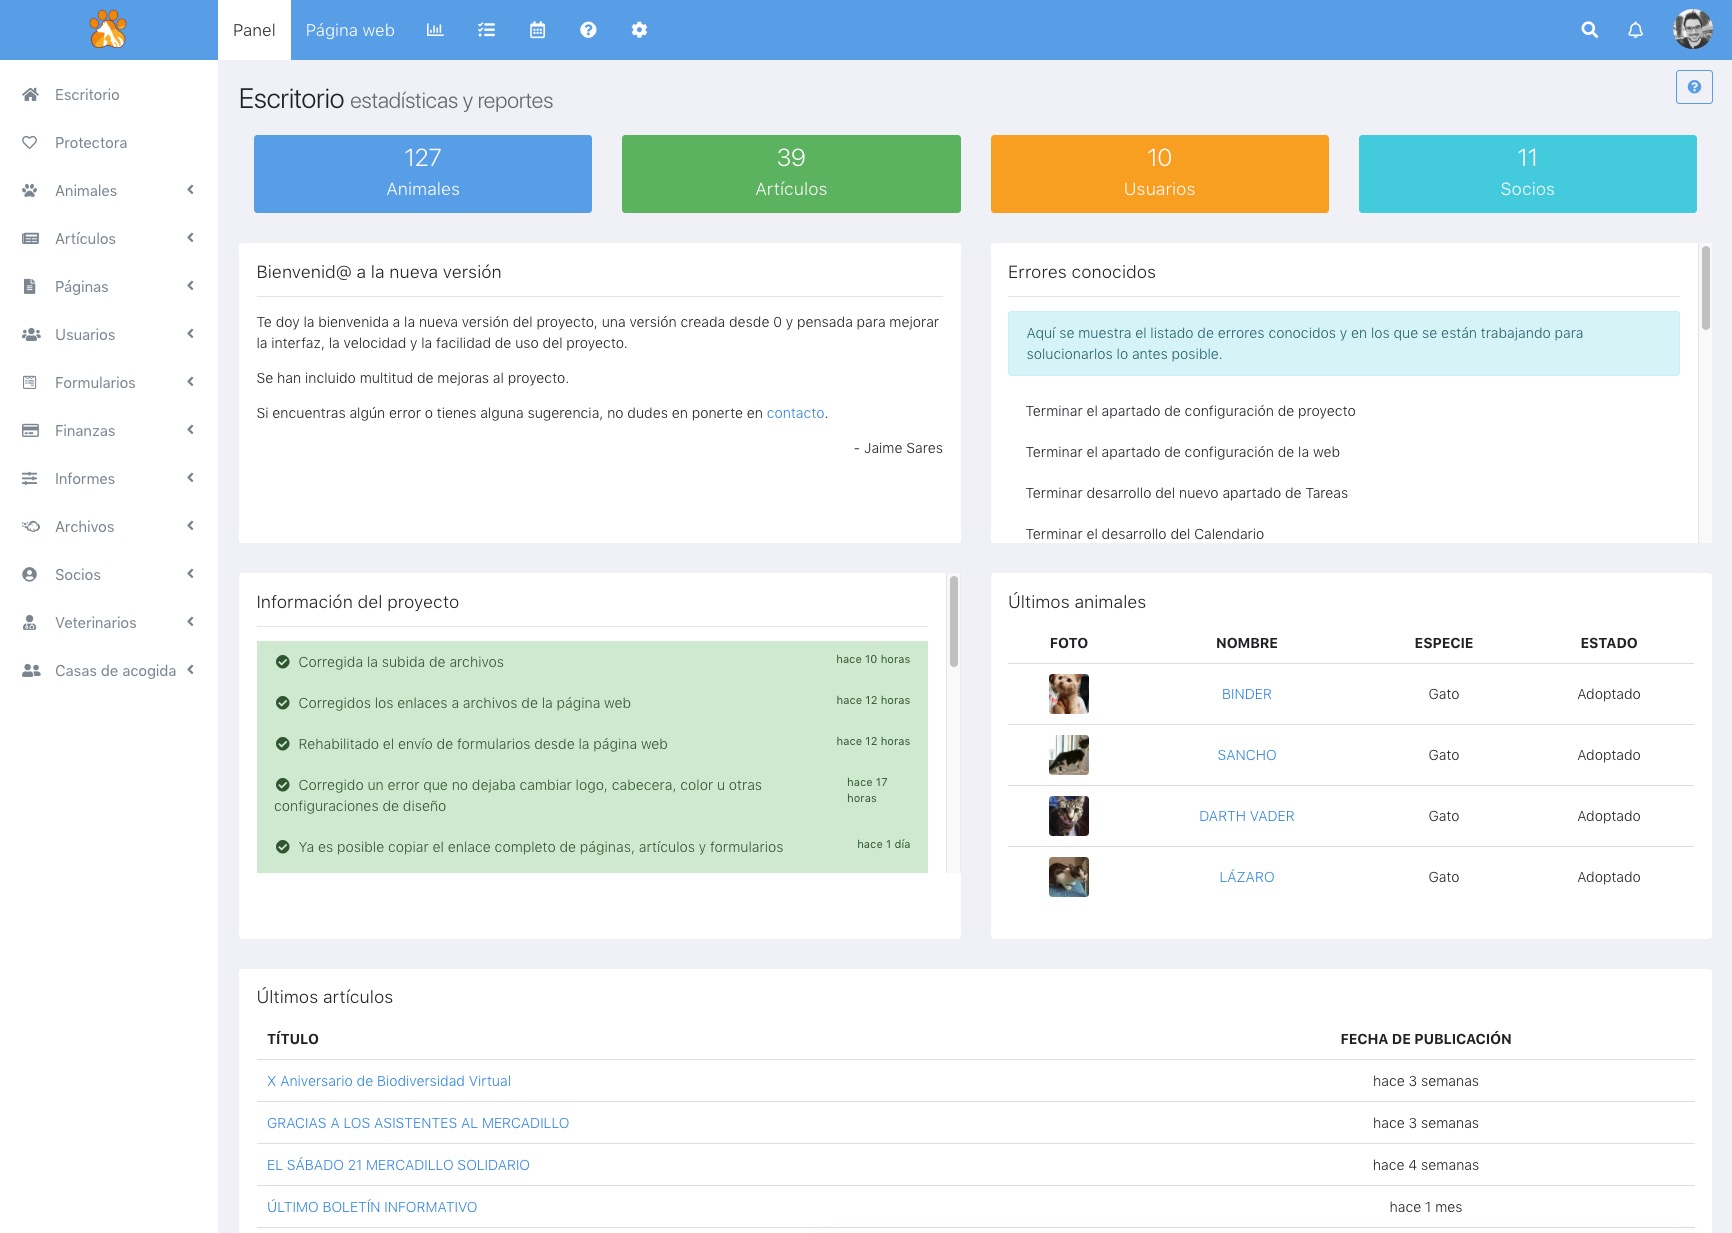 Panel
Página web
Escritorio
Protectora
Animales
Artículos
Páginas
Usuarios
Formularios
Finanzas
Informes
Archivos
Socios
Veterinarios
Casas de acogida
Escritorio estadísticas y reportes
127
Animales
39
Artículos
10
Usuarios
11
Socios
Bienvenid@ a la nueva versión
Te doy la bienvenida a la nueva versión del proyecto, una versión creada desde 0 y pensada para mejorar
la interfaz, la velocidad y la facilidad de uso del proyecto.
Se han incluido multitud de mejoras al proyecto.
Si encuentras algún error o tienes alguna sugerencia, no dudes en ponerte en contacto.
- Jaime Sares
Errores conocidos
Aquí se muestra el listado de errores conocidos y en los que se están trabajando para
solucionarlos lo antes posible.
Terminar el apartado de configuración de proyecto
Terminar el apartado de configuración de la web
Terminar desarrollo del nuevo apartado de Tareas
Terminar el desarrollo del Calendario
Información del proyecto
Corregida la subida de archivos hace 10 horas
Corregidos los enlaces a archivos de la página web hace 12 horas
Rehabilitado el envío de formularios desde la página web hace 12 horas
Corregido un error que no dejaba cambiar logo, cabecera, color u otras
configuraciones de diseño
hace 17
horas
Ya es posible copiar el enlace completo de páginas, artículos y formularios hace 1 día
Últimos animales
FOTO NOMBRE ESPECIE ESTADO
BINDER Gato Adoptado
SANCHO Gato Adoptado
DARTH VADER Gato Adoptado
LÁZARO Gato Adoptado
Últimos artículos
TÍTULO FECHA DE PUBLICACIÓN
X Aniversario de Biodiversidad Virtual hace 3 semanas
GRACIAS A LOS ASISTENTES AL MERCADILLO hace 3 semanas
EL SÁBADO 21 MERCADILLO SOLIDARIO hace 4 semanas
ÚLTIMO BOLETÍN INFORMATIVO hace 1 mes